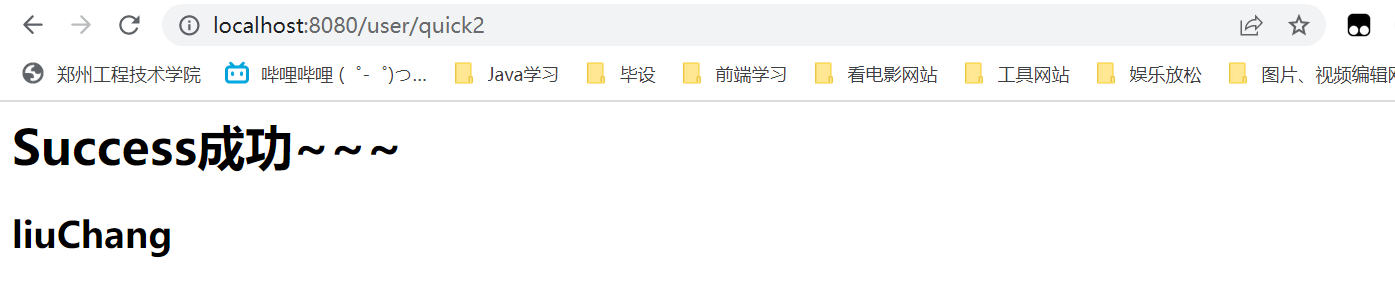 localhost:8080/user/quick2
郑州工程技术学院 哔哩哔哩 ( ゜- ゜)つ... Java学习 毕设 前端学习 看电影网站 工具网站 娱乐放松 图片、视频编辑网
Success成功~~~
liuChang